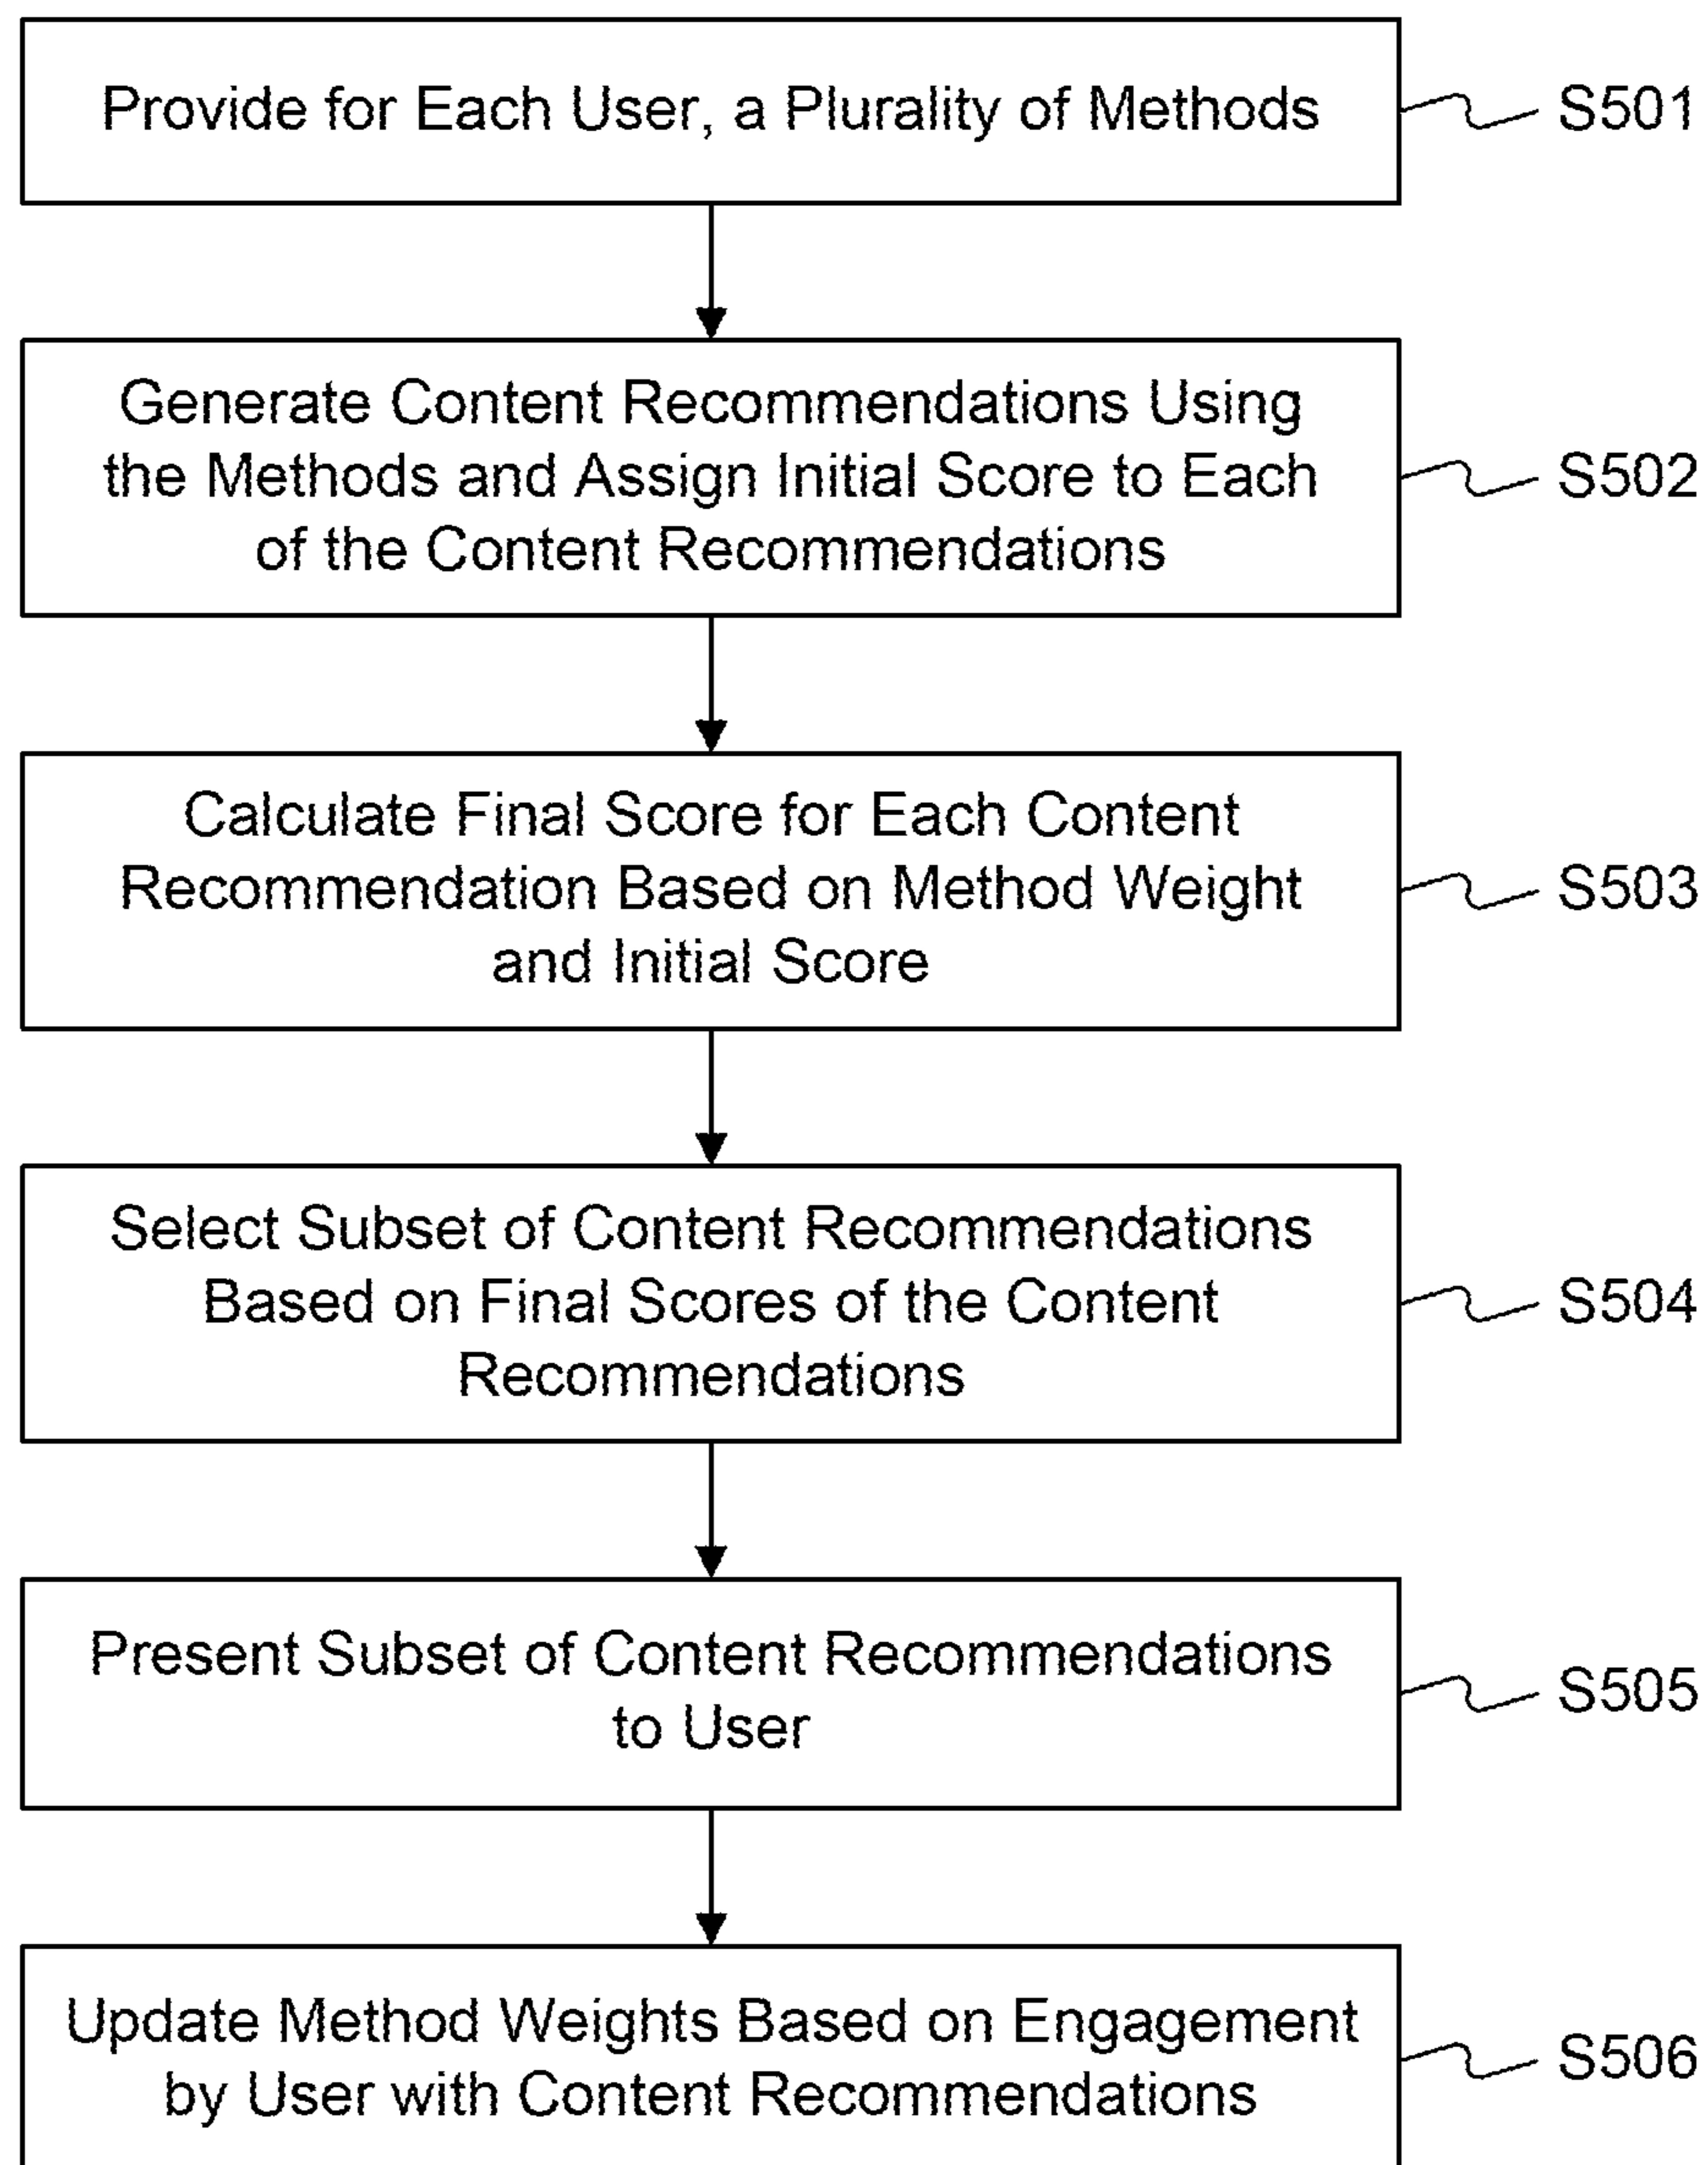 Provide for Each User, a Plurality of Methods
S501
Generate Content Recommendations Using
the Methods and Assign Initial Score to Each
of the Content Recommendations
S502
Calculate Final Score for Each Content
Recommendation Based on Method Weight
and Initial Score
S503
Select Subset of Content Recommendations
Based on Final Scores of the Content
Recommendations
S504
Present Subset of Content Recommendations
to User
S505
Update Method Weights Based on Engagement
by User with Content Recommendations
S506